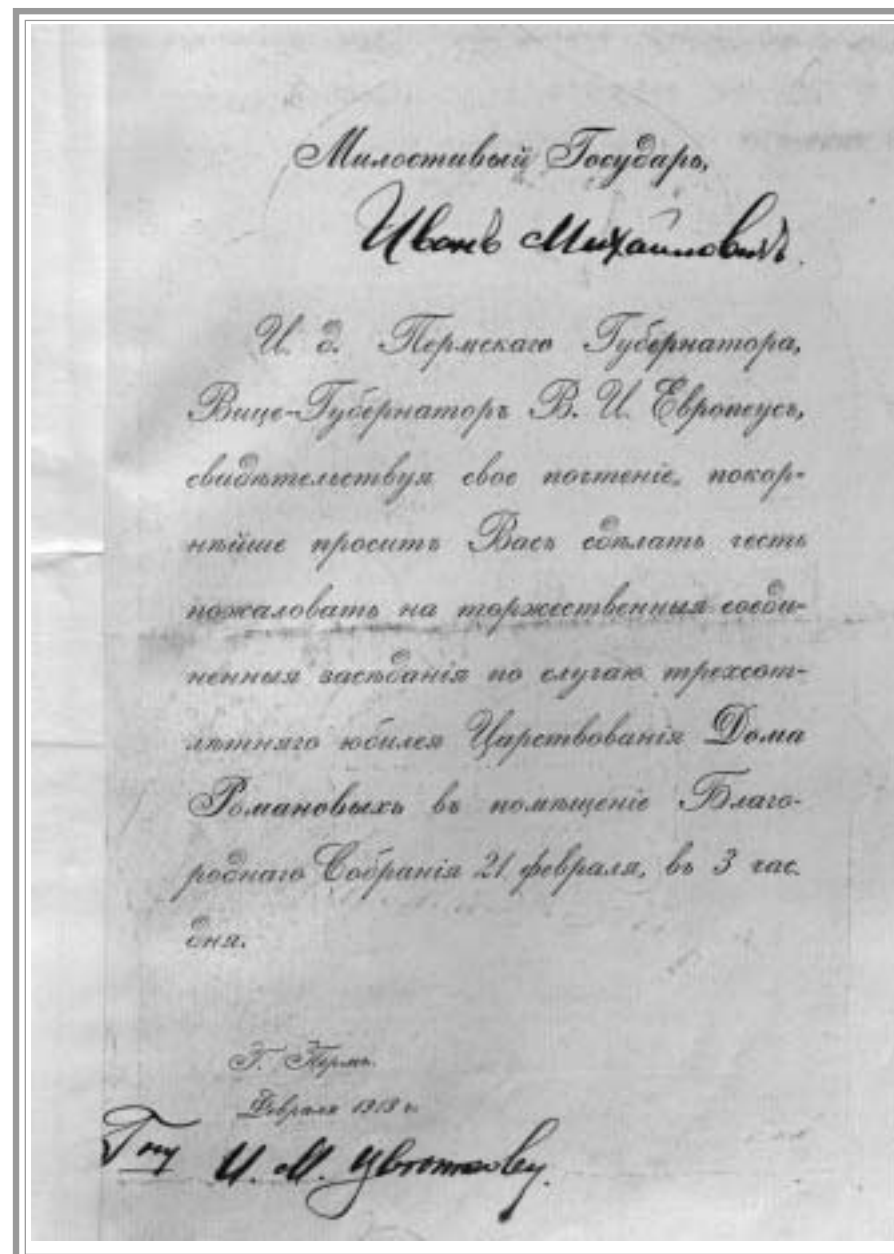 Милостивый Государь,
Иванъ Михайловичъ.
И. д. Пермскаго Губернатора,
Вице-Губернаторъ В. И. Европеусъ,
свидѣтельствуя свое почтеніе, покор-
нѣйше проситъ Васъ сдѣлать честь
пожаловать на торжественныя соеди-
ненныя засѣданія по случаю трехсот-
лѣтняго юбилея Царствованія Дома
Романовыхъ въ помѣщеніе Благо-
роднаго Собранія 21 февраля, въ 3 час.
дня.
Г. Пермь.
Февраля 1913 г.
Г-ну И. М. Цвѣткову.